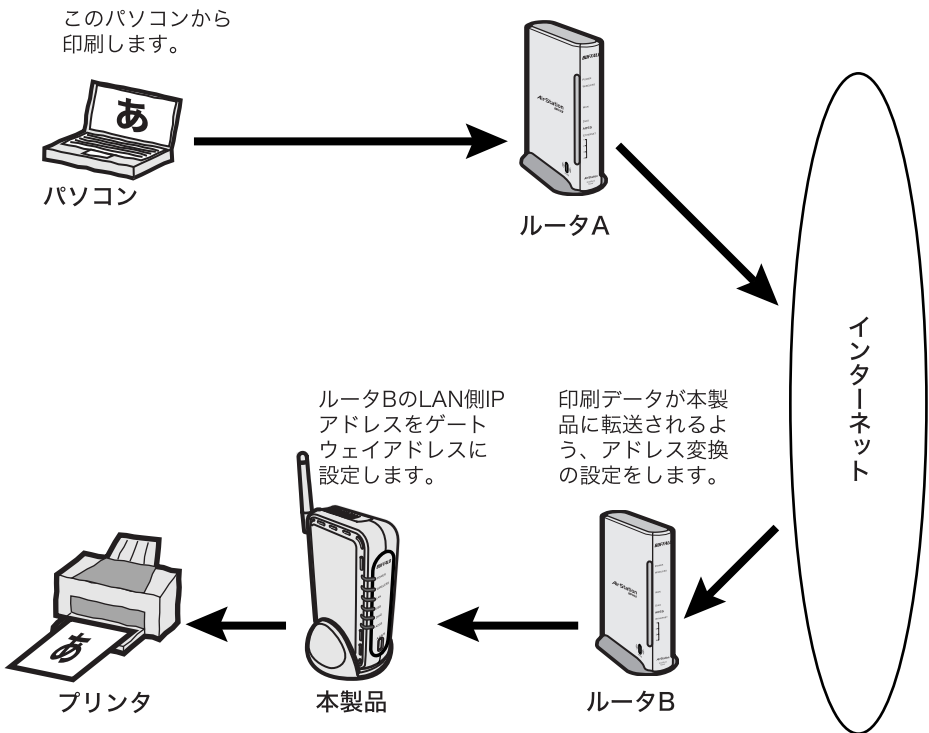 このパソコンから
印刷します。
あ
パソコン
BUFFALO
AirStation
ルータA
インターネット
ルータBのLAN側IP
アドレスをゲート
ウェイアドレスに
設定します。
印刷データが本製
品に転送されるよ
う、アドレス変換
の設定をします。
あ
プリンタ
BUFFALO
本製品
BUFFALO
AirStation
ルータB